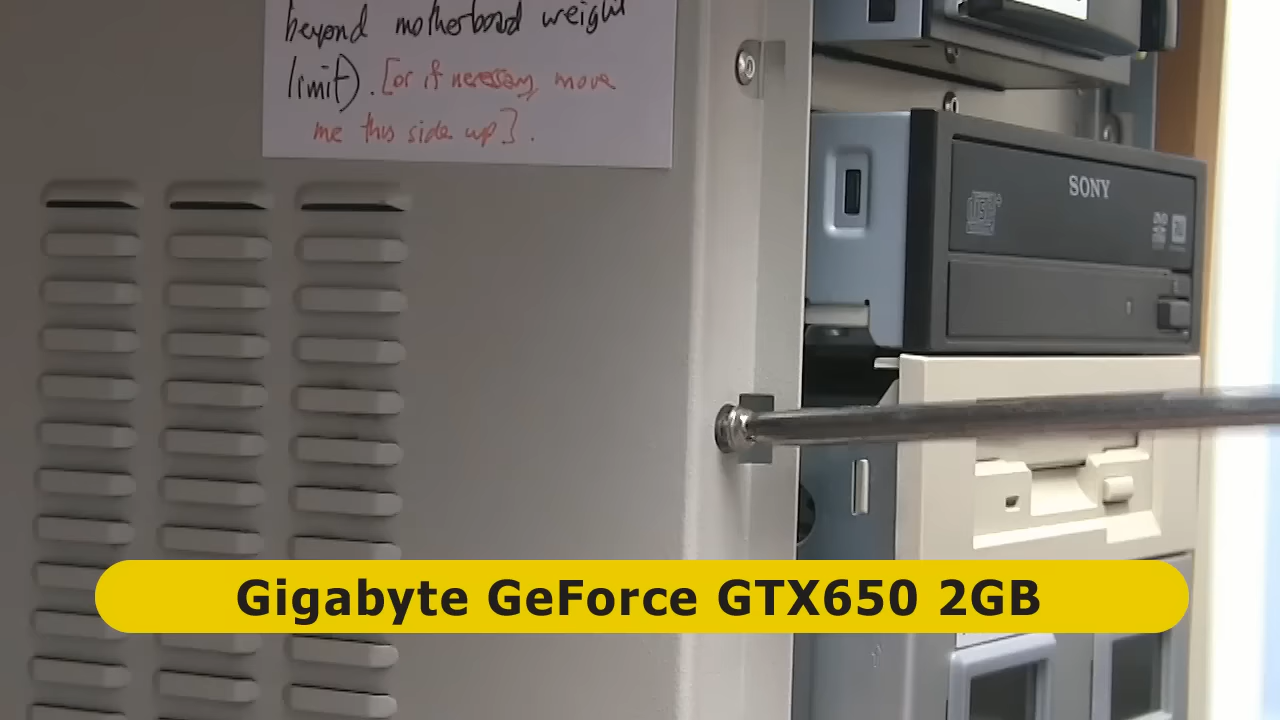 beyond motherboard weight
limit). [or if necessary, move
me this side up].
SONY
Gigabyte GeForce GTX650 2GB